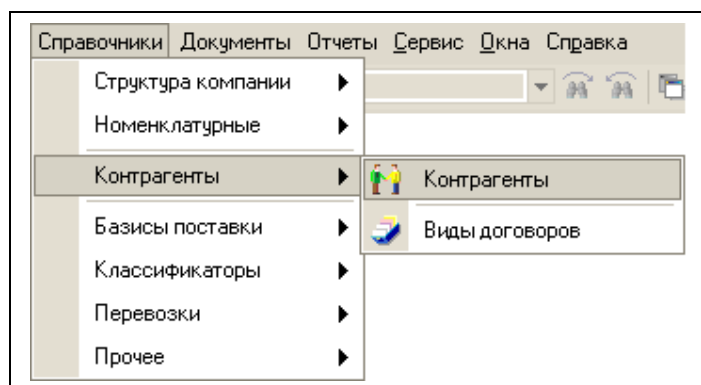 Справочники Документы Отчеты Сервис Окна Справка
Структура компании
Номенклатурные
Контрагенты
Контрагенты
Виды договоров
Базисы поставки
Классификаторы
Перевозки
Прочее